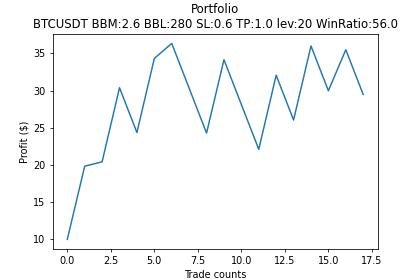 Portfolio
BTCUSDT BBM:2.6 BBL:280 SL:0.6 TP:1.0 lev:20 WinRatio:56.0
Profit ($)
35
30
25
20
15
10
0.0 2.5 5.0 7.5 10.0 12.5 15.0 17.5
Trade counts